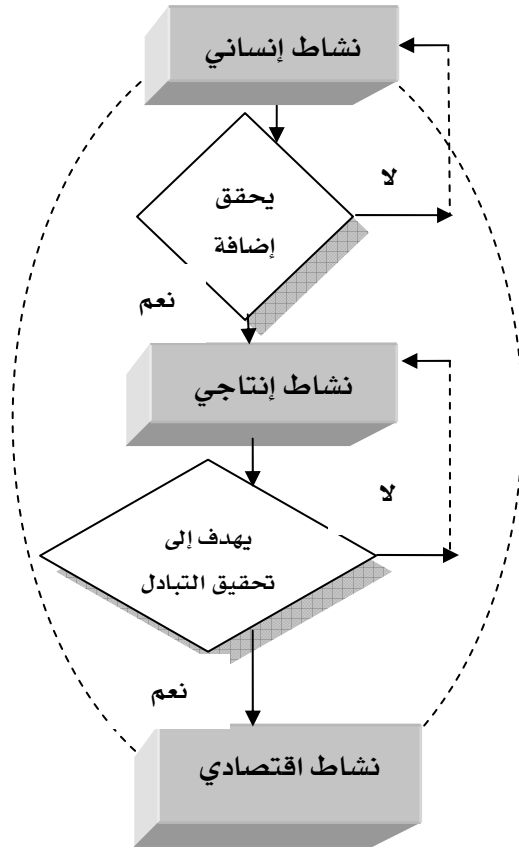 نشاط إنساني
لا
يحقق
إضافة
نعم
نشاط إنتاجي
لا
يهدف إلى
تحقيق التبادل
نعم
نشاط اقتصادي